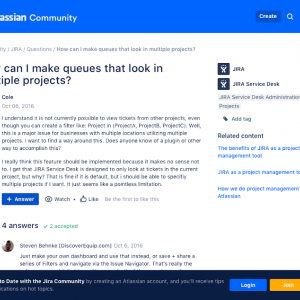 tlassian Community
Create
ty / JIRA / Questions / How can I make queues that look in multiple projects?
can I make queues that look in
tiple projects?
Cole
Oct 06, 2016
I understand it is not currently possible to view tickets from other projects, even
though you can create a filter like: Project in (ProjectA, ProjectB, ProjectC). Well,
this is a major issue for businesses with multiple locations utilizing multiple
projects. I want to find a way around this. Does anyone know of a plugin or other
way to accomplish this?
I really think this feature should be implemented because it makes no sense not
to. I get that JIRA Service Desk is designed to only look at tickets in the current
project, but why? That is fine if it is default, but I should be able to specifiy
multiple projects if I want. It just seems like a pointless limitation.
+ Answer
Watch
Like
Be the first to like this
4 answers
2 accepted
Steven Behnke (DiscoverEquip.com) Oct 6, 2016
Just make your own dashboard and use that instead, or save + share a
series of Filters and navigate via the Issue Navigator. That's really the
JIRA
JIRA Service Desk
JIRA Service Desk Administration
Projects
Add subtag
Related content
The benefits of JIRA as a project
management tool
JIRA as a project management to
How we do project management
Atlassian
to Date with the Jira Community by creating an Atlassian account, and you'll receive tips
cations on hot topics.
Login
Join